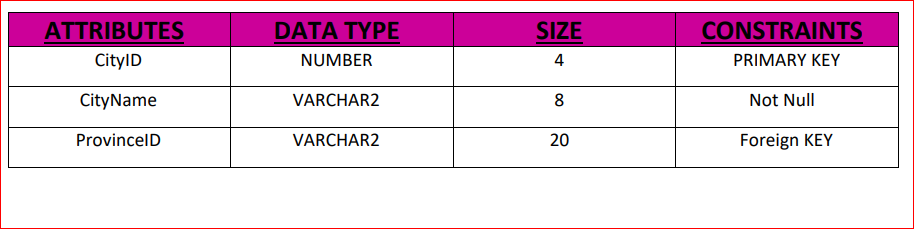 ATTRIBUTES DATA TYPE SIZE CONSTRAINTS
CityID NUMBER 4 PRIMARY KEY
CityName VARCHAR2 8 Not Null
ProvinceID VARCHAR2 20 Foreign KEY